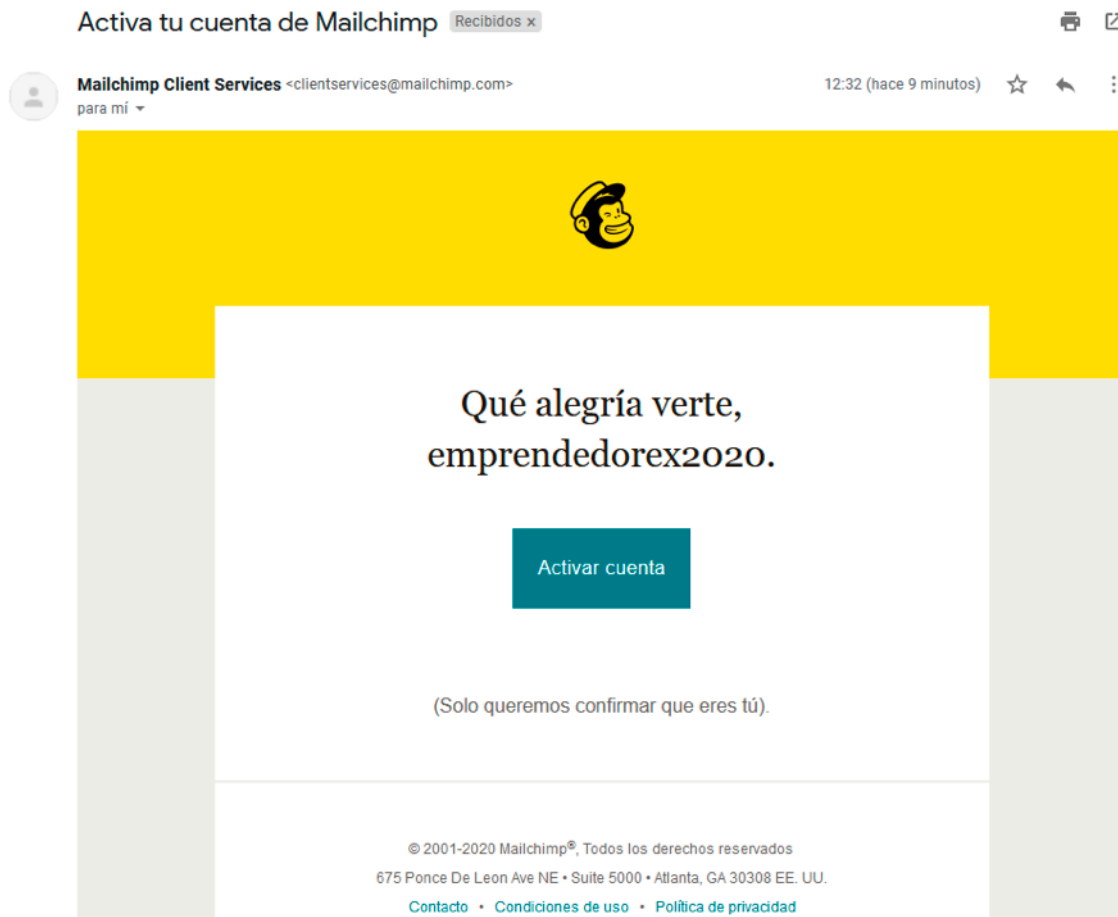 Activa tu cuenta de Mailchimp Recibidos x
Mailchimp Client Services <clientservices@mailchimp.com> 12:32 (hace 9 minutos)
para mí
Qué alegría verte,
emprendedorex2020.
Activar cuenta
(Solo queremos confirmar que eres tú).
© 2001-2020 Mailchimp®, Todos los derechos reservados
675 Ponce De Leon Ave NE • Suite 5000 • Atlanta, GA 30308 EE. UU.
Contacto • Condiciones de uso • Política de privacidad